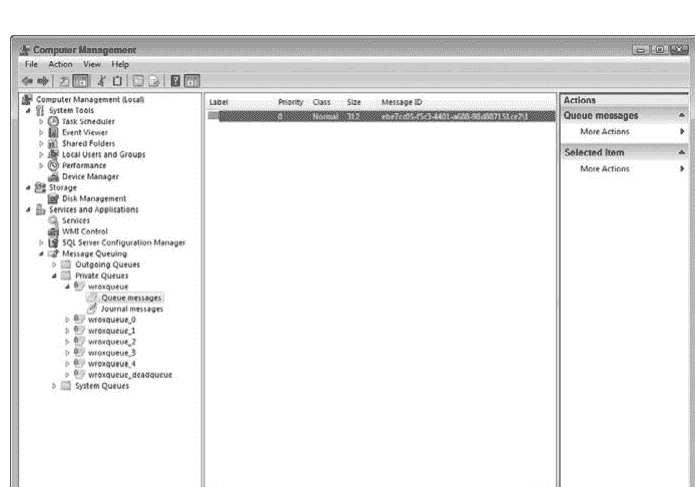 Computer Management
File Action View Help
Computer Management (Local)
System Tools
Task Scheduler
Event Viewer
Shared Folders
Local Users and Groups
Performance
Device Manager
Storage
Disk Management
Services and Applications
Services
WMI Control
SQL Server Configuration Manager
Message Queuing
Outgoing Queues
Private Queues
wroxqueue
Queue messages
Journal messages
wroxqueue_0
wroxqueue_1
wroxqueue_2
wroxqueue_3
wroxqueue_4
wroxqueue_deadqueue
System Queues
Label Priority Class Size Message ID
0 Normal 312
Actions
Queue messages
More Actions
Selected Item
More Actions